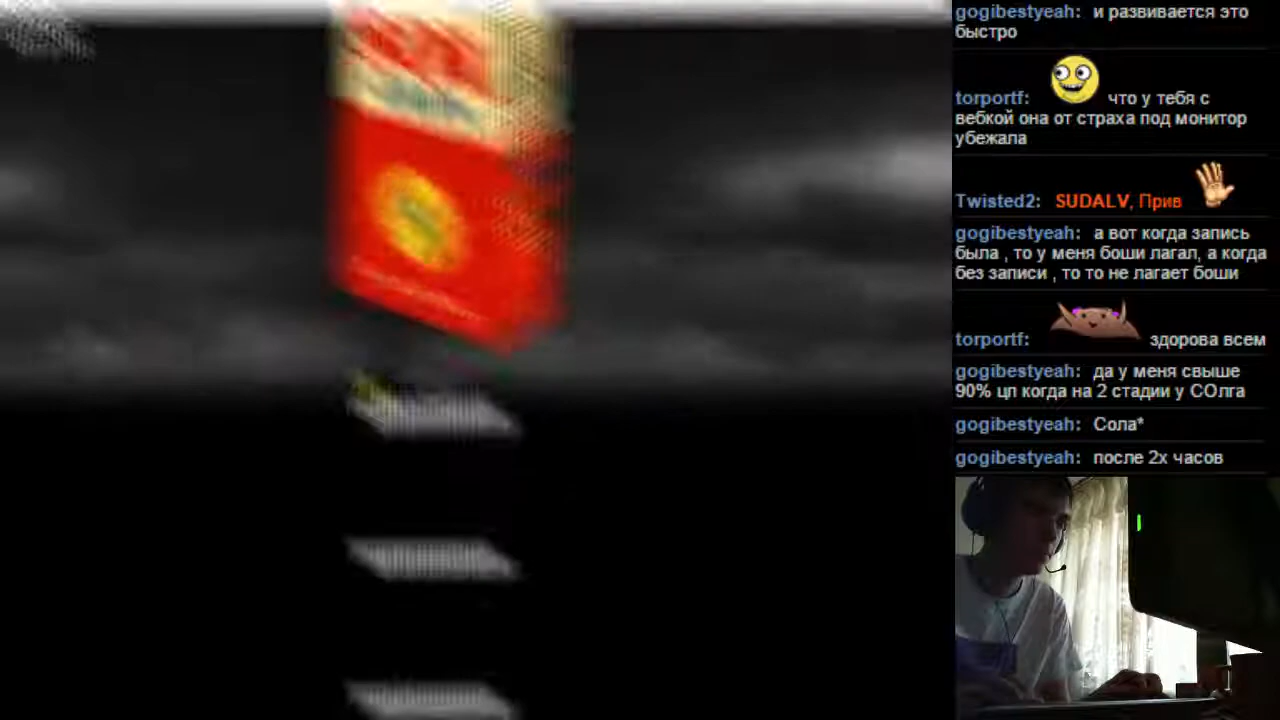 gogibestyeah: и развивается это
быстро
torportf: что у тебя с
вебкой она от страха под монитор
убежала
Twisted2: SUDALV, Прив
gogibestyeah: а вот когда запись
была , то у меня боши лагал, а когда
без записи , то то не лагает боши
torportf: здорова всем
gogibestyeah: да у меня свыше
90% цп когда на 2 стадии у СОлга
gogibestyeah: Сола*
gogibestyeah: после 2х часов